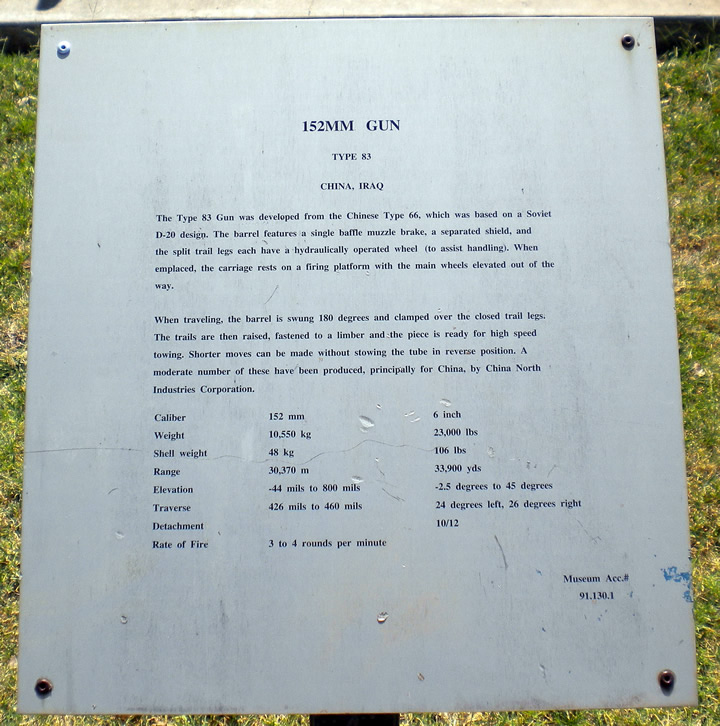 152MM GUN
TYPE 83
CHINA, IRAQ
The Type 83 Gun was developed from the Chinese Type 66, which was based on a Soviet
D-20 design. The barrel features a single baffle muzzle brake, a separated shield, and
the split trail legs each have a hydraulically operated wheel (to assist handling). When
emplaced, the carriage rests on a firing platform with the main wheels elevated out of the
way.
When traveling, the barrel is swung 180 degrees and clamped over the closed trail legs.
The trails are then raised, fastened to a limber and the piece is ready for high speed
towing. Shorter moves can be made without stowing the tube in reverse position. A
moderate number of these have been produced, principally for China, by China North
Industries Corporation.
Caliber 152 mm 6 inch
Weight 10,550 kg 23,000 lbs
Shell weight 48 kg 106 lbs
Range 30,370 m 33,900 yds
Elevation -44 mils to 800 mils -2.5 degrees to 45 degrees
Traverse 426 mils to 460 mils 24 degrees left, 26 degrees right
Detachment 10/12
Rate of Fire 3 to 4 rounds per minute
Museum Acc.#
91.130.1